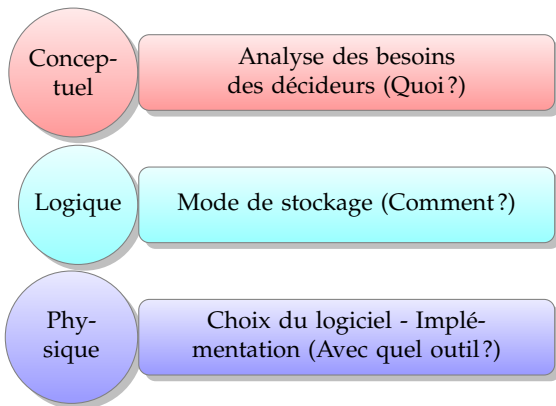 Concep-
tuel
Analyse des besoins
des décideurs (Quoi ?)
Logique
Mode de stockage (Comment ?)
Phy-
sique
Choix du logiciel - Implé-
mentation (Avec quel outil ?)